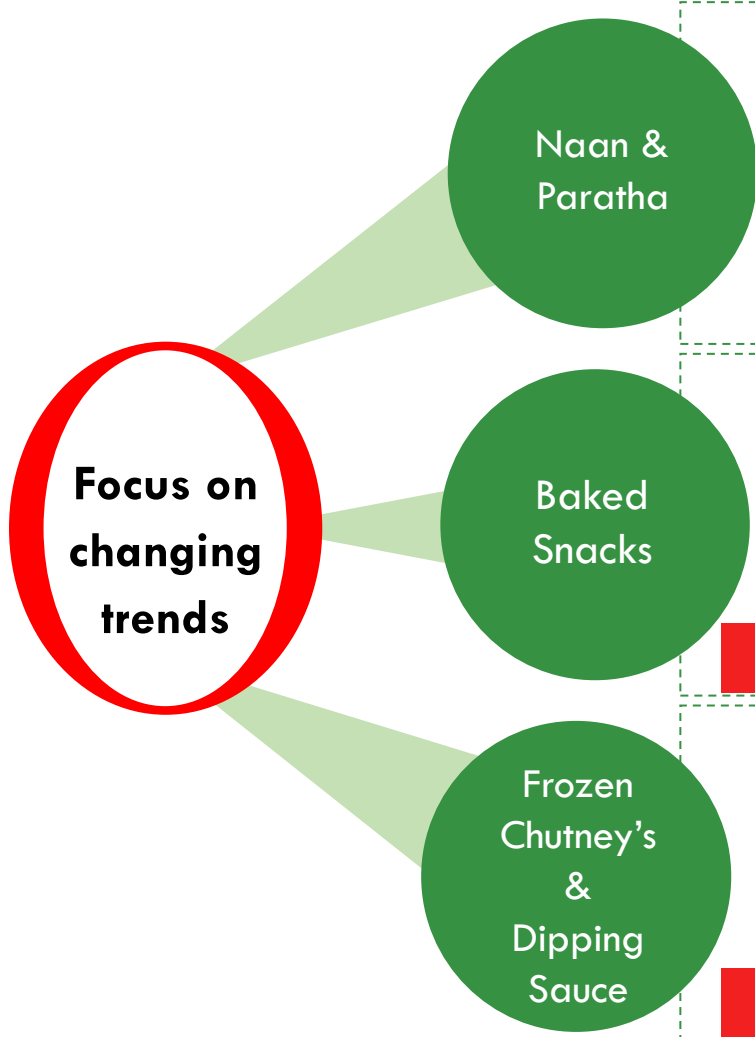 Naan &
Paratha
Focus on
changing
trends
Baked
Snacks
Frozen
Chutney’s
&
Dipping
Sauce